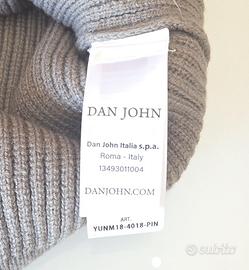 DAN JOHN
Dan John Italia s.p.a.
Roma - Italy
13493011004
DANJOHN.COM
ART.
YUNM18-4018-PIN
subito